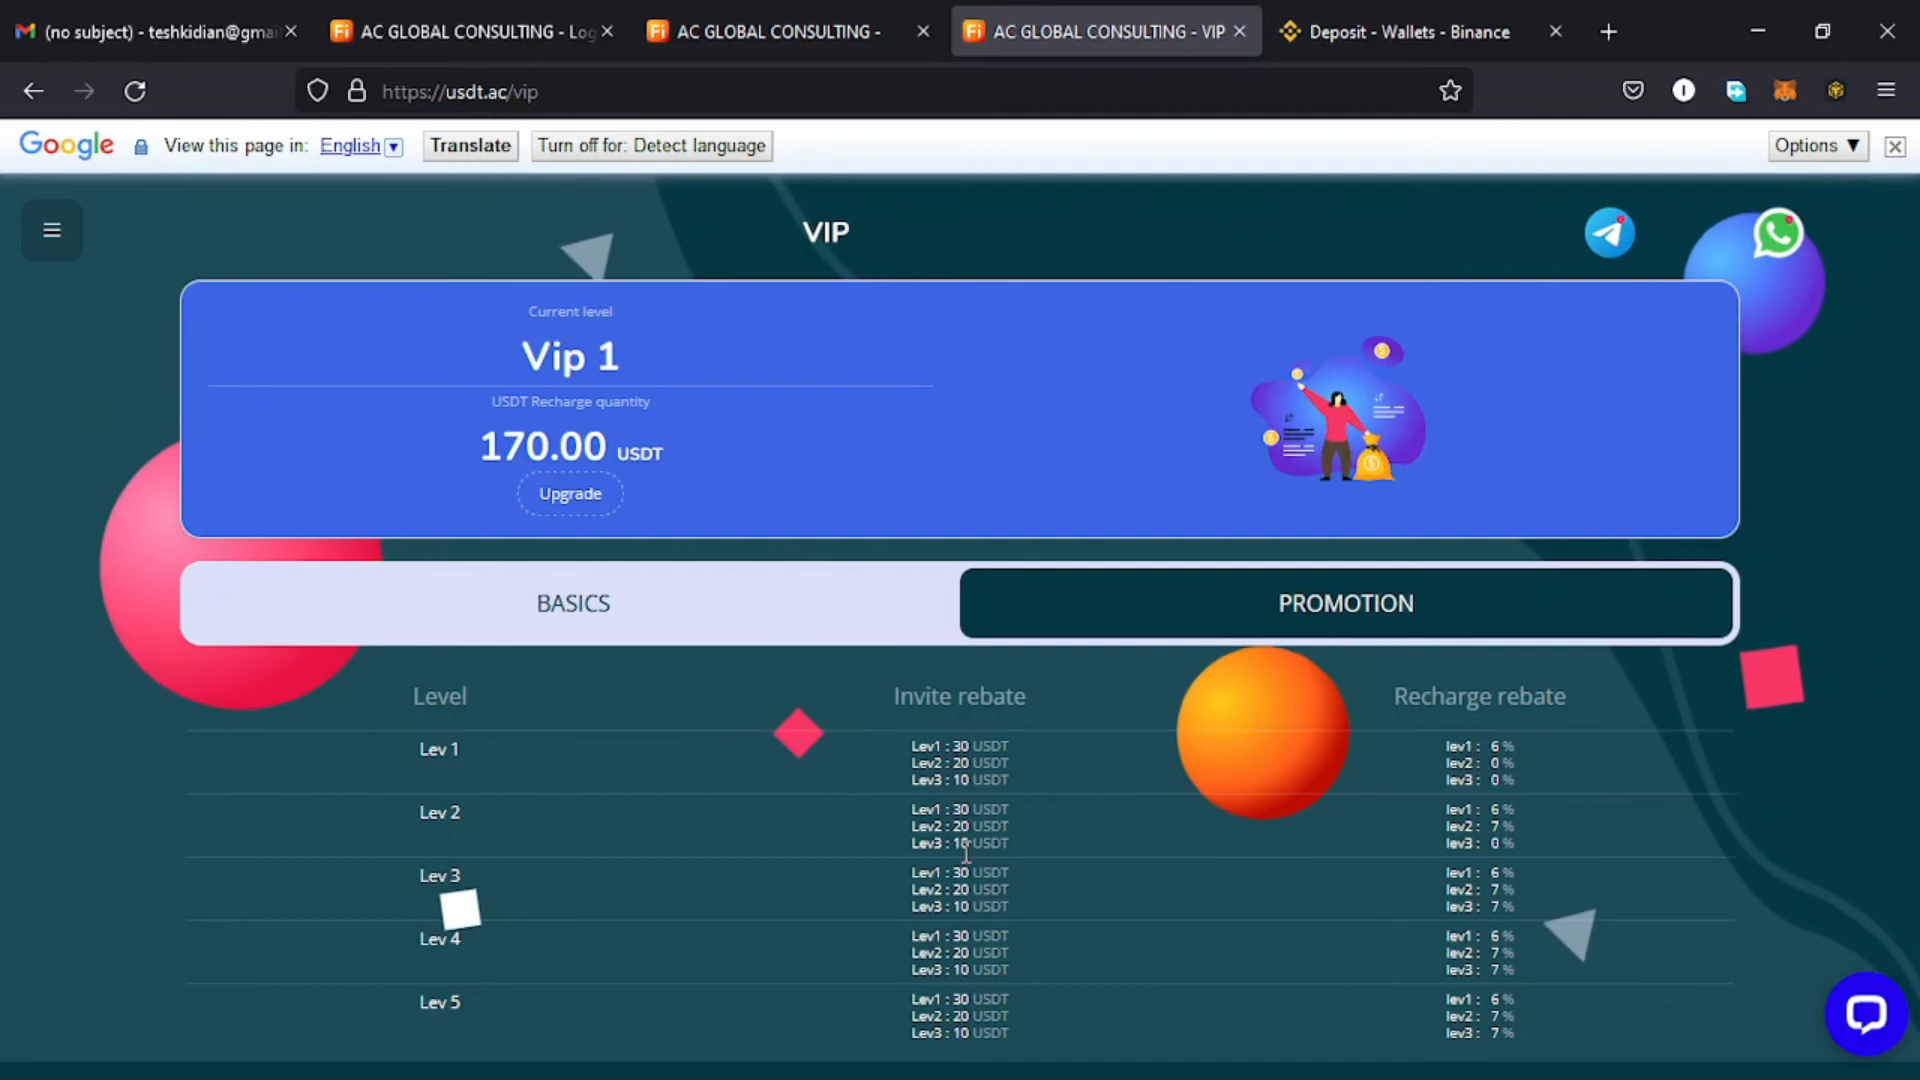 (no subject) - teshkidian@gmai
AC GLOBAL CONSULTING - Log
AC GLOBAL CONSULTING -
AC GLOBAL CONSULTING - VIP
Deposit - Wallets - Binance
https://usdt.ac/vip
Google View this page in: English Translate Turn off for: Detect language Options ▼
VIP
Current level
Vip 1
USDT Recharge quantity
170.00 USDT
Upgrade
BASICS
PROMOTION
Level Invite rebate Recharge rebate
Lev 1
Lev1 : 30 USDT
Lev2 : 20 USDT
Lev3 : 10 USDT
lev1 : 6 %
lev2 : 0 %
lev3 : 0 %
Lev 2
Lev1 : 30 USDT
Lev2 : 20 USDT
Lev3 : 10 USDT
lev1 : 6 %
lev2 : 7 %
lev3 : 0 %
Lev 3
Lev1 : 30 USDT
Lev2 : 20 USDT
Lev3 : 10 USDT
lev1 : 6 %
lev2 : 7 %
lev3 : 7 %
Lev 4
Lev1 : 30 USDT
Lev2 : 20 USDT
Lev3 : 10 USDT
lev1 : 6 %
lev2 : 7 %
lev3 : 7 %
Lev 5
Lev1 : 30 USDT
Lev2 : 20 USDT
Lev3 : 10 USDT
lev1 : 6 %
lev2 : 7 %
lev3 : 7 %